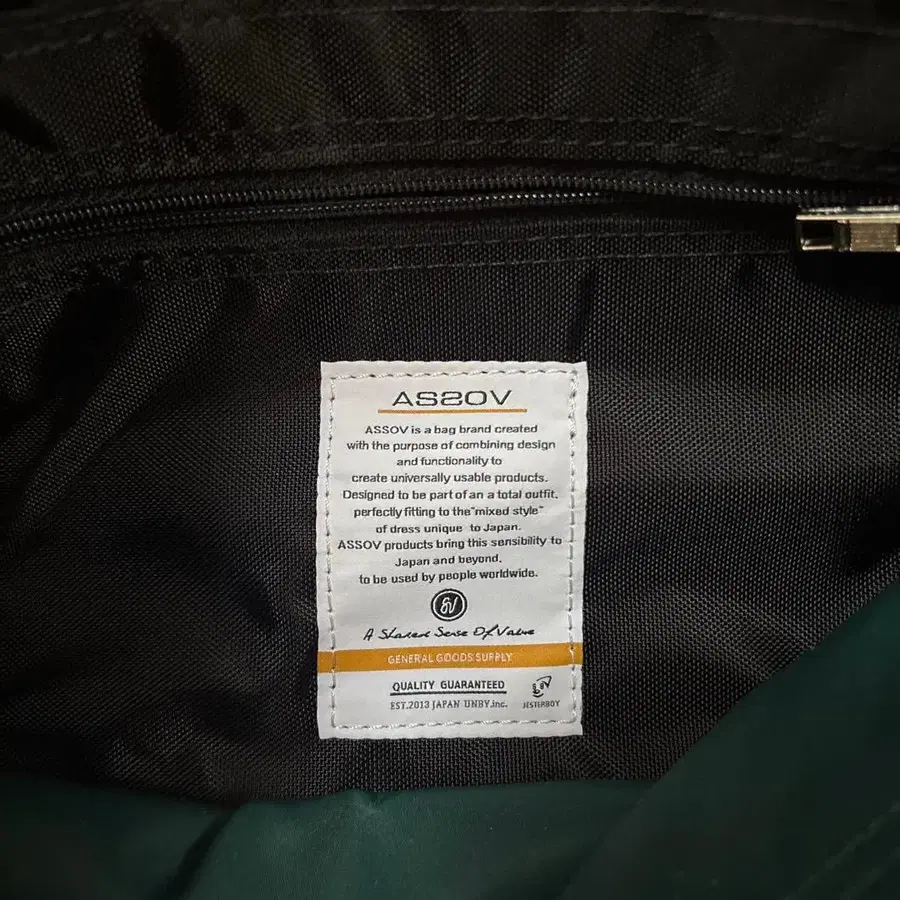 ASSOV
ASSOV is a bag brand created
with the purpose of combining design
and functionality to
create universally usable products.
Designed to be part of an a total outfit.
perfectly fitting to the"mixed style"
of dress unique to Japan.
ASSOV products bring this sensibility to
Japan and beyond.
to be used by people worldwide.
A Shared Sense Of Value
GENERAL GOODS SUPPLY
QUALITY GUARANTEED
EST.2013 JAPAN UNBY,inc.
JESTERBOY